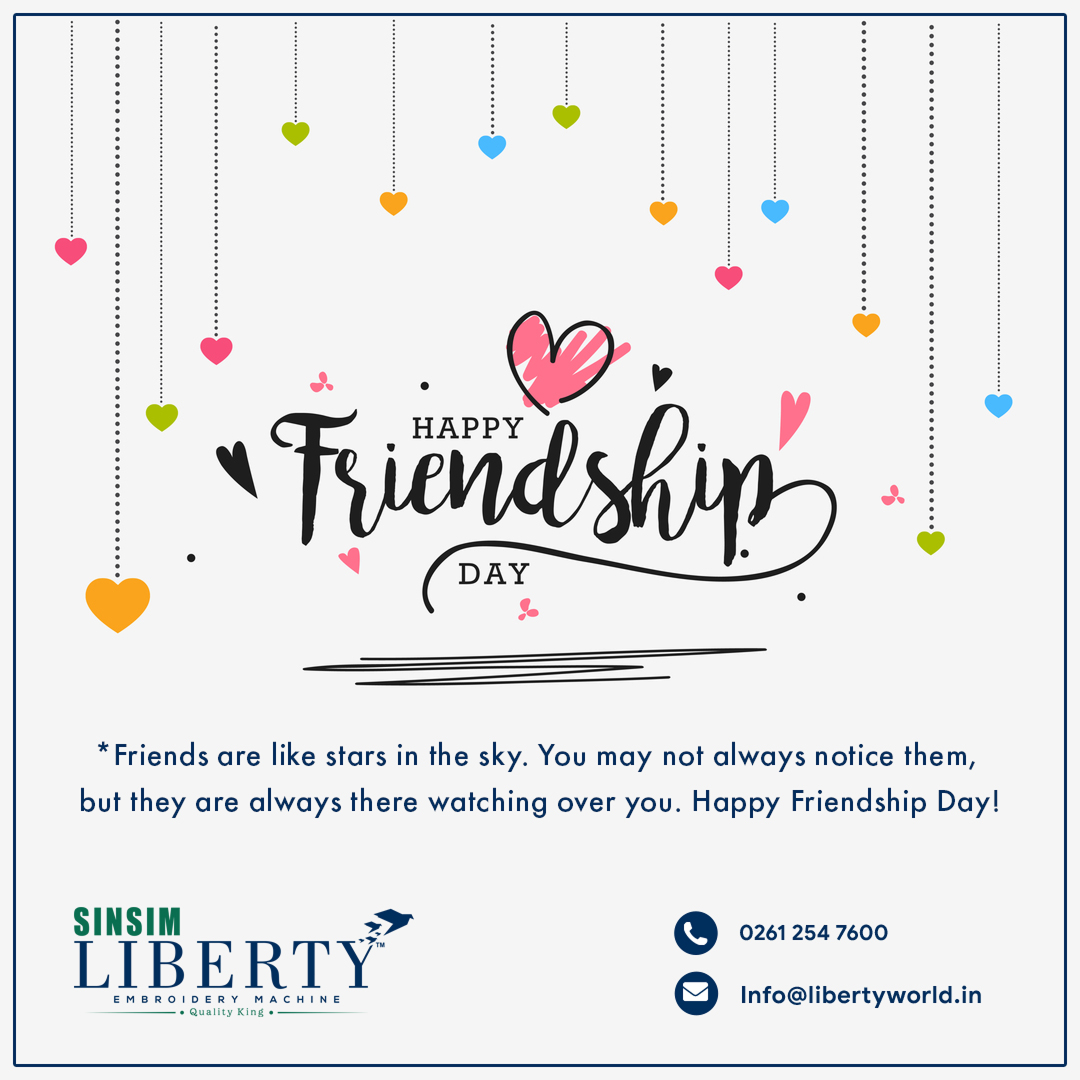 HAPPY
Friendship
DAY
*Friends are like stars in the sky. You may not always notice them,
but they are always there watching over you. Happy Friendship Day!
SINSIM
LIBERTY™
EMBROIDERY MACHINE
• Quality King •
0261 254 7600
Info@libertyworld.in